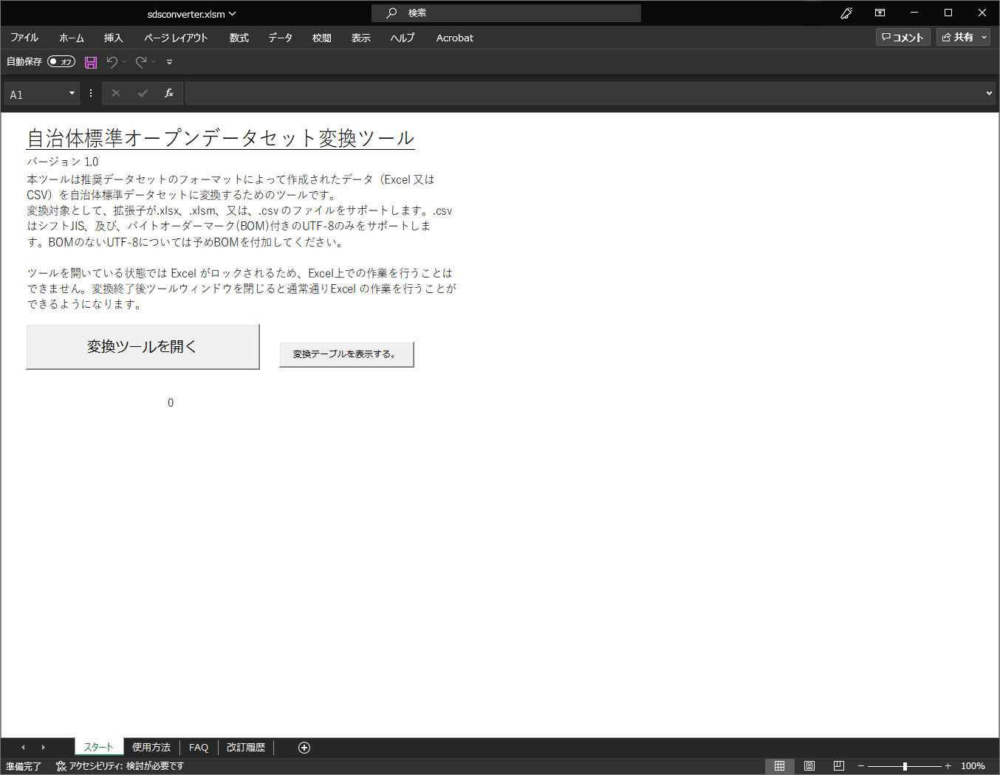 sdsconverter.xlsm
検索
ファイル
ホーム
挿入
ページ レイアウト
数式
データ
校閲
表示
ヘルプ
Acrobat
コメント
共有
自動保存
オフ
A1
fx
自治体標準オープンデータセット変換ツール
バージョン 1.0
本ツールは推奨データセットのフォーマットによって作成されたデータ（Excel 又は
CSV）を自治体標準データセットに変換するためのツールです。
変換対象として、拡張子が.xlsx、.xlsm、又は、.csv のファイルをサポートします。.csv
はシフトJIS、及び、バイトオーダーマーク(BOM)付きのUTF-8のみをサポートしま
す。BOMのないUTF-8については予めBOMを付加してください。
ツールを開いている状態では Excel がロックされるため、Excel上での作業を行うことは
できません。変換終了後ツールウィンドウを閉じると通常通りExcel の作業を行うことが
できるようになります。
変換ツールを開く
変換テーブルを表示する。
0
スタート
使用方法
FAQ
改訂履歴
準備完了
アクセシビリティ: 検討が必要です
100%